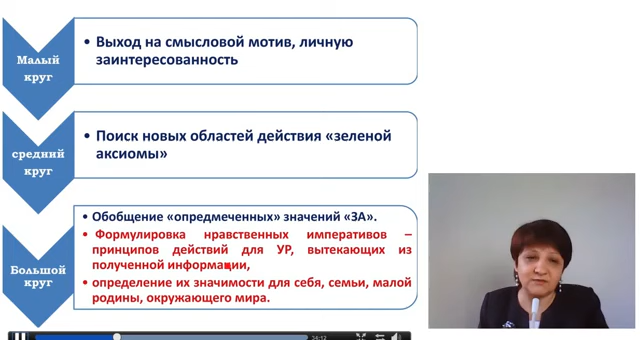 Малый
круг
• Выход на смысловой мотив, личную
заинтересованность
средний
круг
• Поиск новых областей действия «зеленой
аксиомы»
Большой
круг
• Обобщение «опредмеченных» значений «ЗА».
• Формулировка нравственных императивов –
принципов действий для УР, вытекающих из
полученной информации,
• определение их значимости для себя, семьи, малой
родины, окружающего мира.